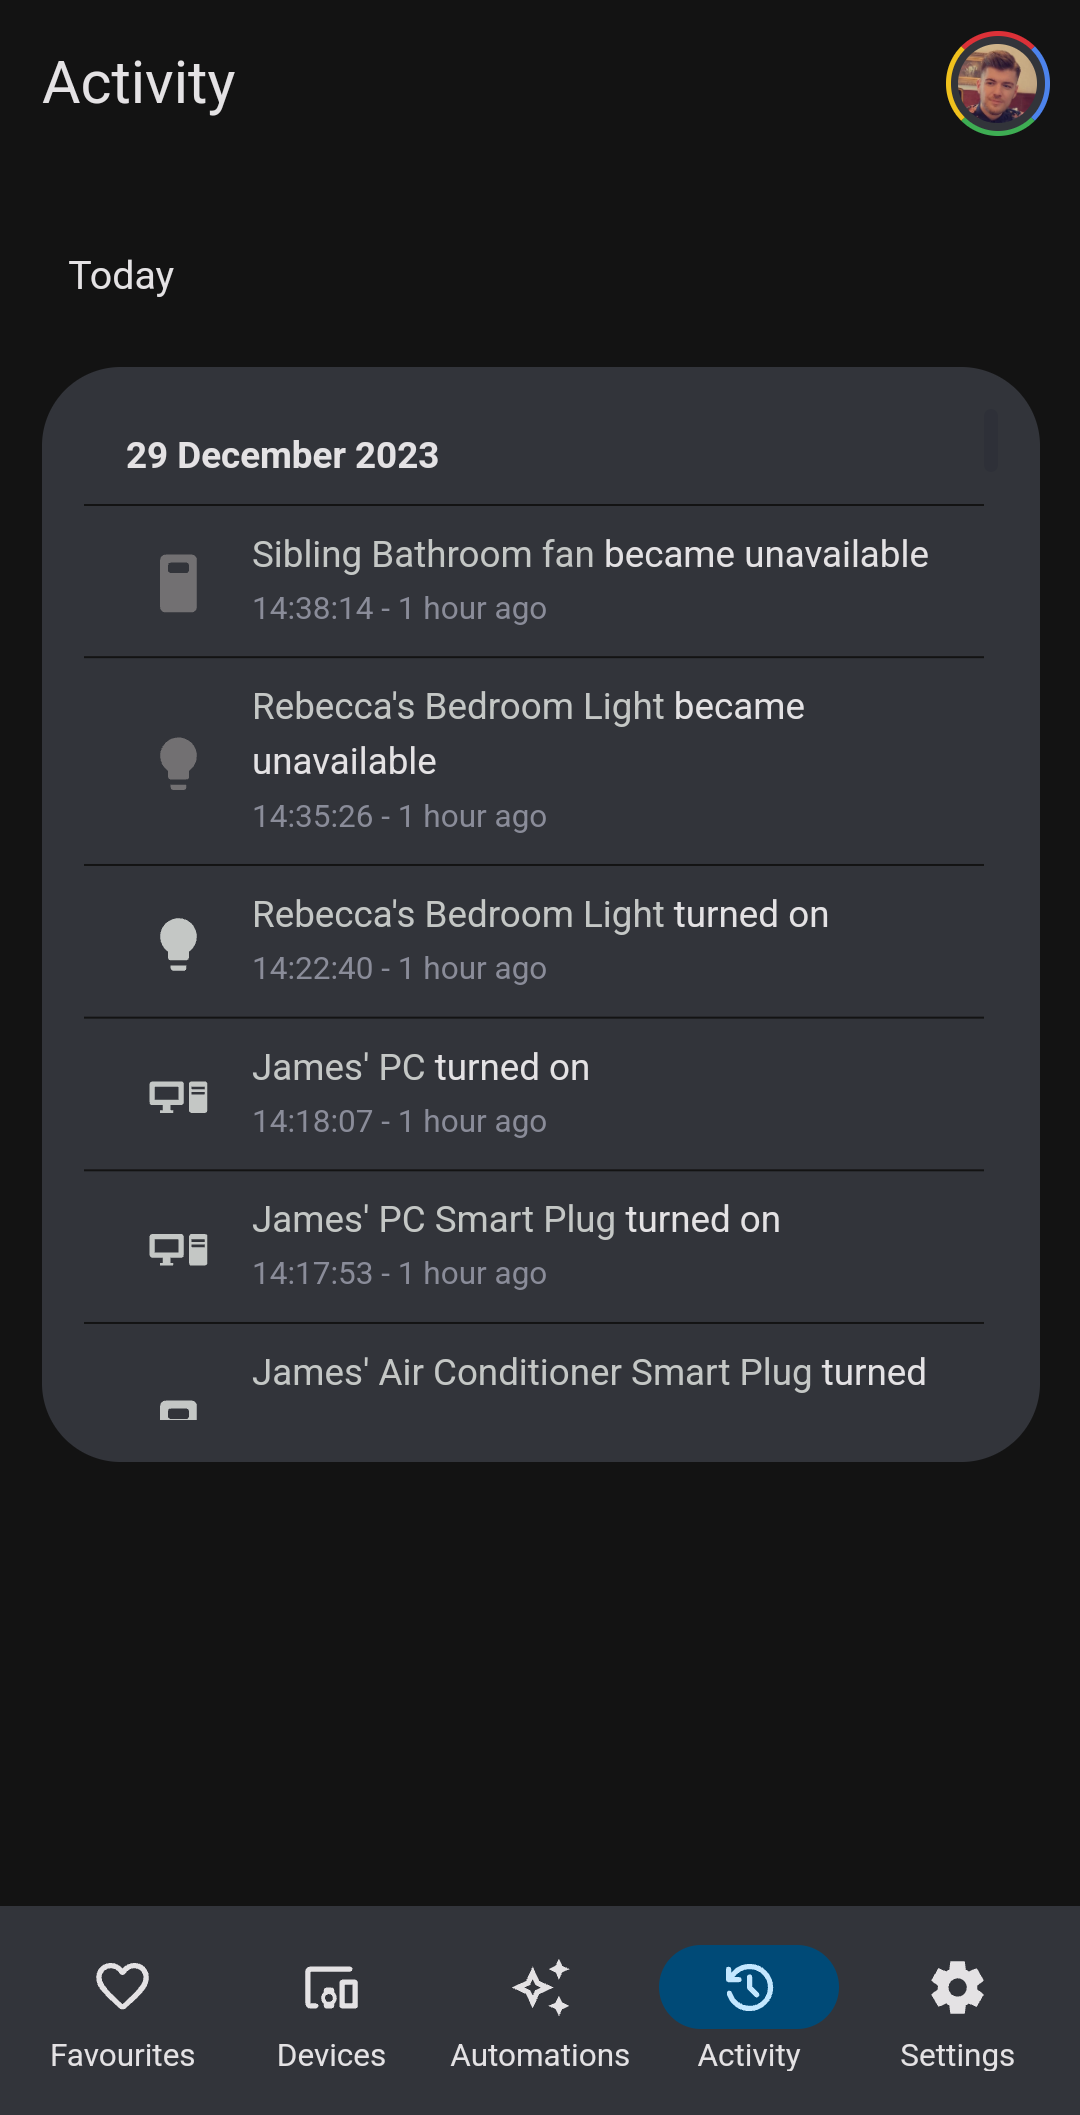 Activity
Today
29 December 2023
Sibling Bathroom fan became unavailable
14:38:14 - 1 hour ago
Rebecca's Bedroom Light became
unavailable
14:35:26 - 1 hour ago
Rebecca's Bedroom Light turned on
14:22:40 - 1 hour ago
James' PC turned on
14:18:07 - 1 hour ago
James' PC Smart Plug turned on
14:17:53 - 1 hour ago
James' Air Conditioner Smart Plug turned
Favourites
Devices
Automations
Activity
Settings